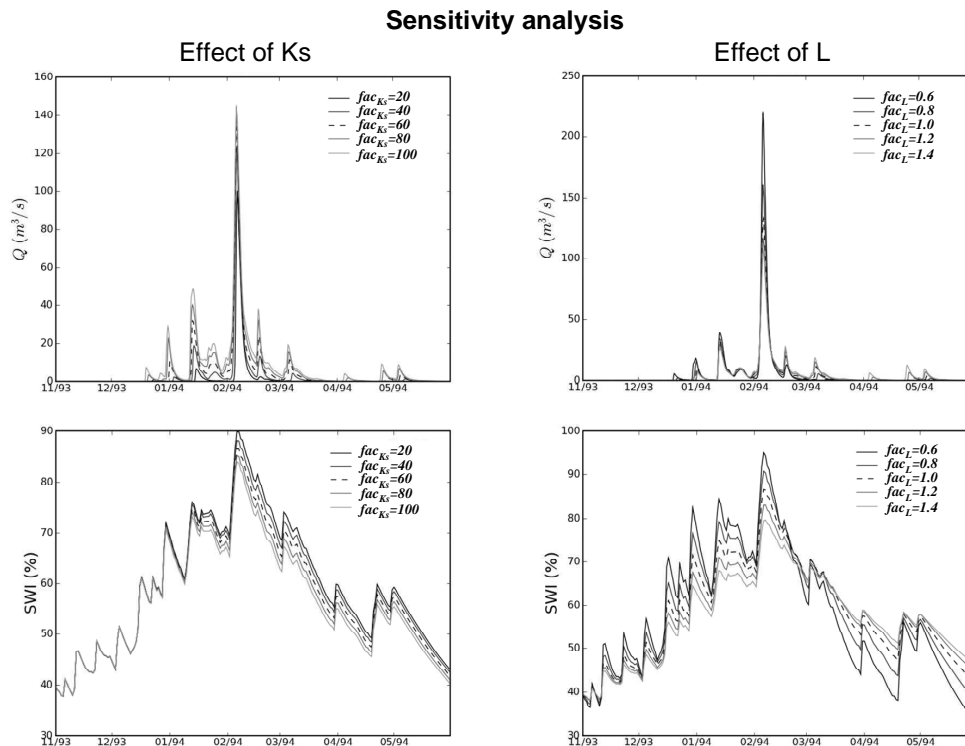 Sensitivity analysis
Effect of Ks
160
140
120
100
80
60
40
20
0
Q (m³/s)
fac_Ks=20
fac_Ks=40
fac_Ks=60
fac_Ks=80
fac_Ks=100
11/93 12/93 01/94 02/94 03/94 04/94 05/94
Effect of L
250
200
150
100
50
0
Q (m³/s)
fac_L=0.6
fac_L=0.8
fac_L=1.0
fac_L=1.2
fac_L=1.4
11/93 12/93 01/94 02/94 03/94 04/94 05/94
90
80
70
60
50
40
30
SWI (%)
fac_Ks=20
fac_Ks=40
fac_Ks=60
fac_Ks=80
fac_Ks=100
11/93 12/93 01/94 02/94 03/94 04/94 05/94
100
90
80
70
60
50
40
30
SWI (%)
fac_L=0.6
fac_L=0.8
fac_L=1.0
fac_L=1.2
fac_L=1.4
11/93 12/93 01/94 02/94 03/94 04/94 05/94